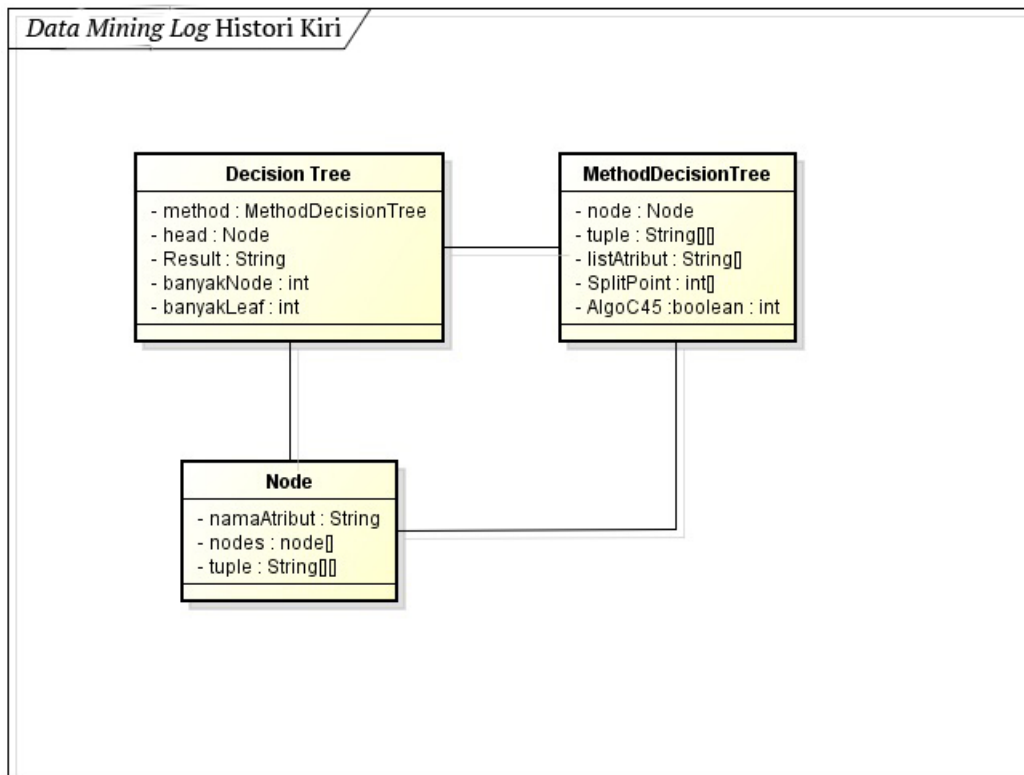 Data Mining Log Histori Kiri
Decision Tree
- method : MethodDecisionTree
- head : Node
- Result : String
- banyakNode : int
- banyakLeaf : int
MethodDecisionTree
- node : Node
- tuple : String[][]
- listAtribut : String[]
- SplitPoint : int[]
- AlgoC45 :boolean : int
Node
- namaAtribut : String
- nodes : node[]
- tuple : String[][]